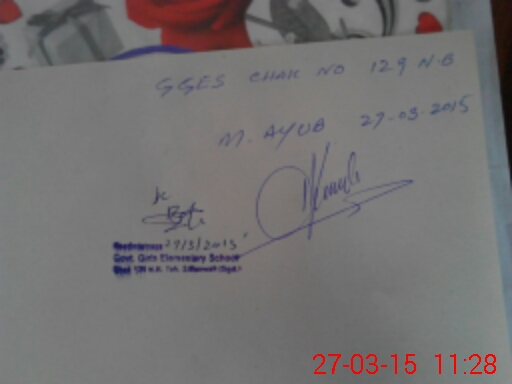 GGES CHAK NO 129 N-B
M. AYUB 27-03-2015
27/3/2015
Govt. Girls Elementary School
27-03-15 11:28